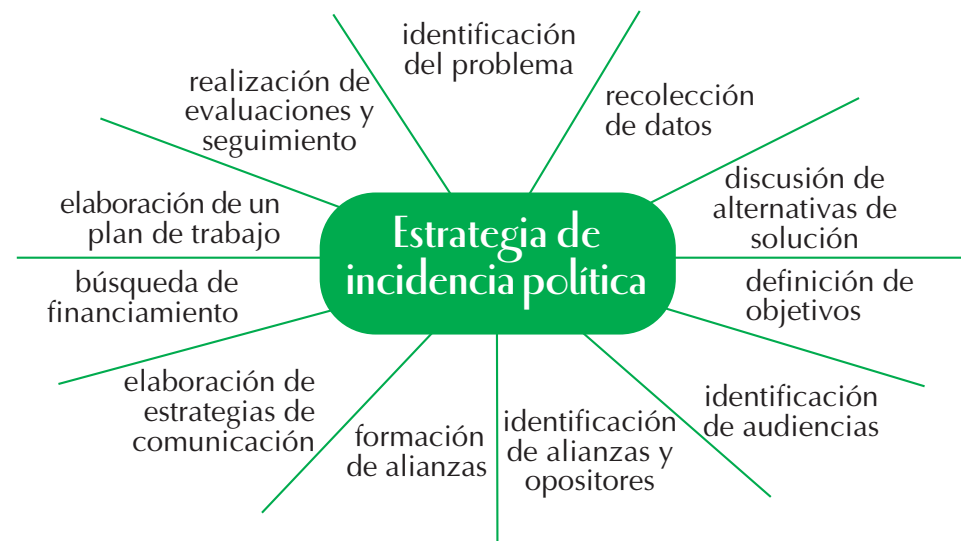 identificación
del problema
recolección
de datos
discusión de
alternativas de
solución
definición de
objetivos
identificación
de audiencias
identificación
de alianzas y
opositores
formación
de alianzas
elaboración de
estrategias de
comunicación
búsqueda de
financiamiento
elaboración de un
plan de trabajo
realización de
evaluaciones y
seguimiento
Estrategia de
incidencia política